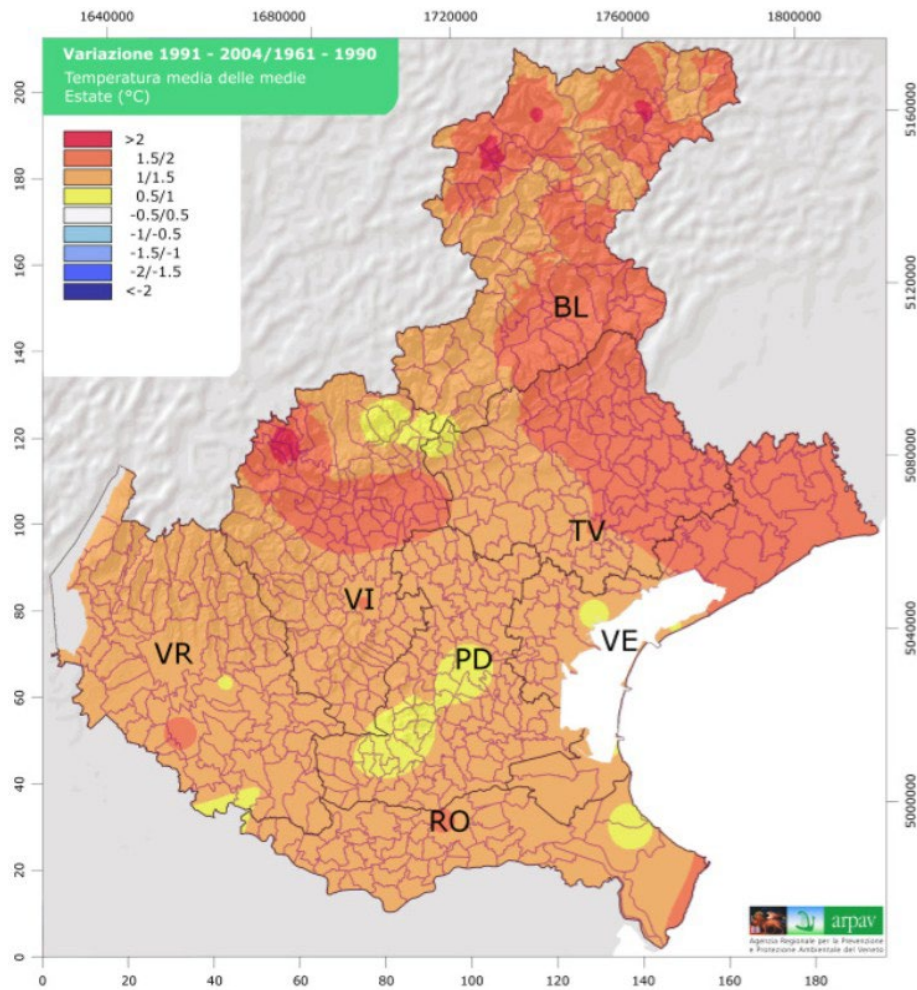 1640000 1680000 1720000 1760000 1800000
Variazione 1991 - 2004/1961 - 1990
Temperatura media delle medie
Estate (°C)
>2
1.5/2
1/1.5
0.5/1
-0.5/0.5
-1/-0.5
-1.5/-1
-2/-1.5
<-2
200
180
160
140
120
100
80
60
40
20
0
5160000
5120000
5080000
5040000
5000000
BL
TV
VI
VE
VR
PD
RO
arpav
Agenzia Regionale per la Prevenzione
e Protezione Ambientale del Veneto
0 20 40 60 80 100 120 140 160 180